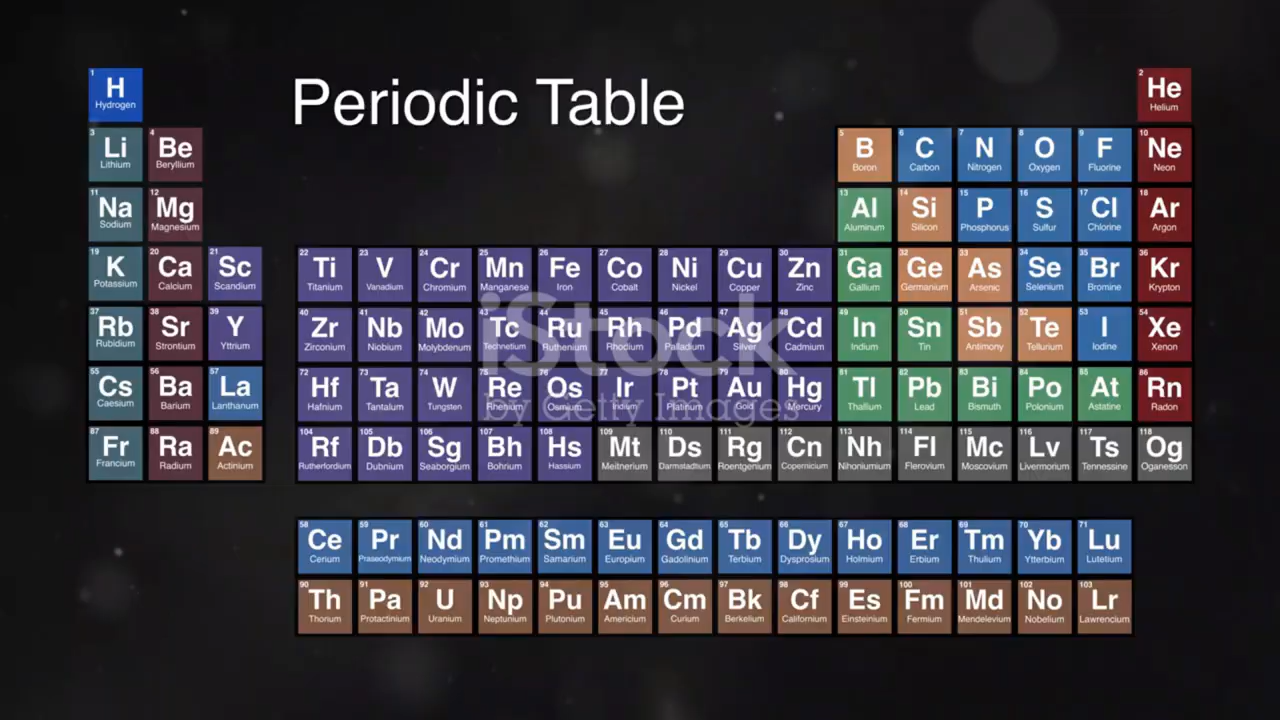 Periodic Table
1 2
H He
Hydrogen Helium
3 4 5 6 7 8 9 10
Li Be B C N O F Ne
Lithium Beryllium Boron Carbon Nitrogen Oxygen Fluorine Neon
11 12 13 14 15 16 17 18
Na Mg Al Si P S Cl Ar
Sodium Magnesium Aluminum Silicon Phosphorus Sulfur Chlorine Argon
19 20 21 22 23 24 25 26 27 28 29 30 31 32 33 34 35 36
K Ca Sc Ti V Cr Mn Fe Co Ni Cu Zn Ga Ge As Se Br Kr
Potassium Calcium Scandium Titanium Vanadium Chromium Manganese Iron Cobalt Nickel Copper Zinc Gallium Germanium Arsenic Selenium Bromine Krypton
37 38 39 40 41 42 43 44 45 46 47 48 49 50 51 52 53 54
Rb Sr Y Zr Nb Mo Tc Ru Rh Pd Ag Cd In Sn Sb Te I Xe
Rubidium Strontium Yttrium Zirconium Niobium Molybdenum Technetium Ruthenium Rhodium Palladium Silver Cadmium Indium Tin Antimony Tellurium Iodine Xenon
iStock
55 56 57 72 73 74 75 76 77 78 79 80 81 82 83 84 85 86
Cs Ba La Hf Ta W Re Os Ir Pt Au Hg Tl Pb Bi Po At Rn
Caesium Barium Lanthanum Hafnium Tantalum Tungsten Rhenium Osmium Iridium Platinum Gold Mercury Thallium Lead Bismuth Polonium Astatine Radon
by Getty Images
87 88 89 104 105 106 107 108 109 110 111 112 113 114 115 116 117 118
Fr Ra Ac Rf Db Sg Bh Hs Mt Ds Rg Cn Nh Fl Mc Lv Ts Og
Francium Radium Actinium Rutherfordium Dubnium Seaborgium Bohrium Hassium Meitnerium Darmstadtium Roentgenium Copernicium Nihoniumium Flerovium Moscovium Livermorium Tennessine Oganesson
58 59 60 61 62 63 64 65 66 67 68 69 70 71
Ce Pr Nd Pm Sm Eu Gd Tb Dy Ho Er Tm Yb Lu
Cerium Praseodymium Neodymium Promethium Samarium Europium Gadolinium Terbium Dysprosium Holmium Erbium Thulium Ytterbium Lutetium
90 91 92 93 94 95 96 97 98 99 100 101 102 103
Th Pa U Np Pu Am Cm Bk Cf Es Fm Md No Lr
Thorium Protactinium Uranium Neptunium Plutonium Americium Curium Berkelium Californium Einsteinium Fermium Mendelevium Nobelium Lawrencium